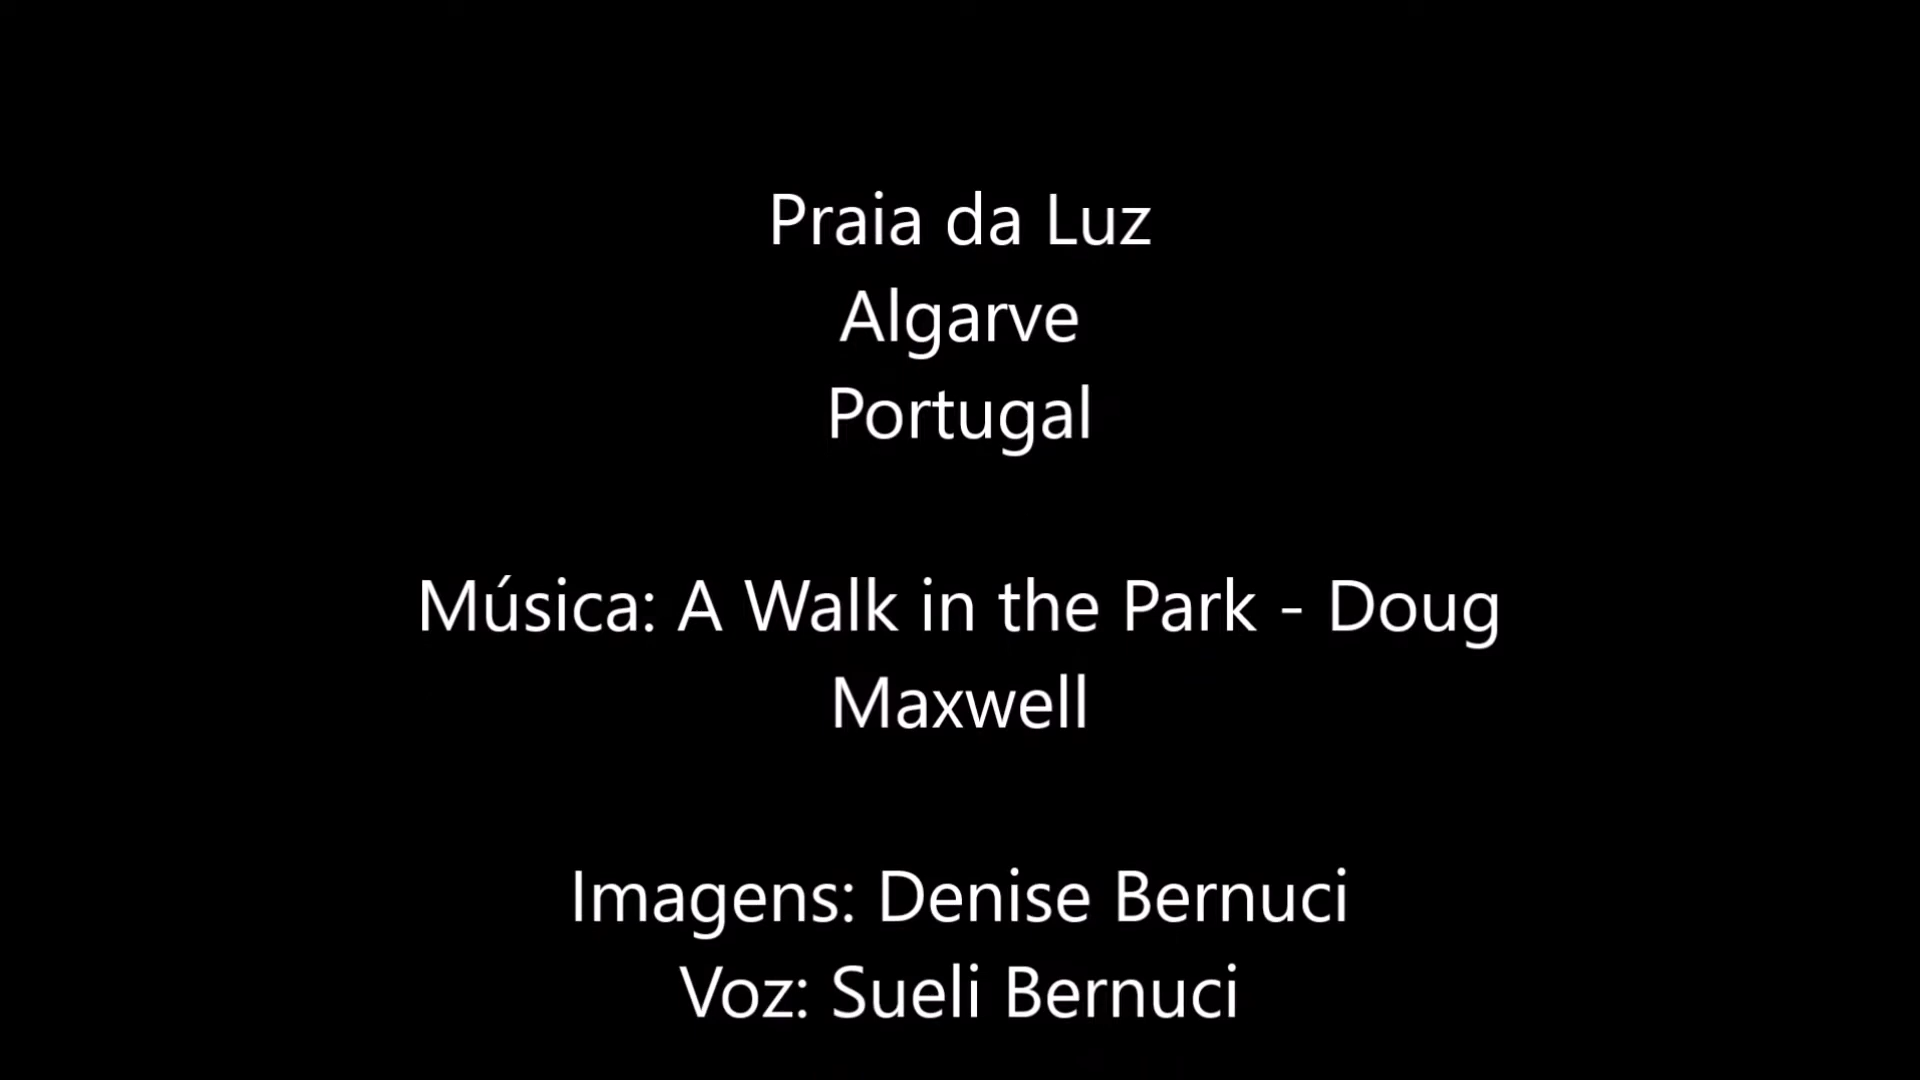 Praia da Luz
Algarve
Portugal
Música: A Walk in the Park - Doug
Maxwell
Imagens: Denise Bernuci
Voz: Sueli Bernuci